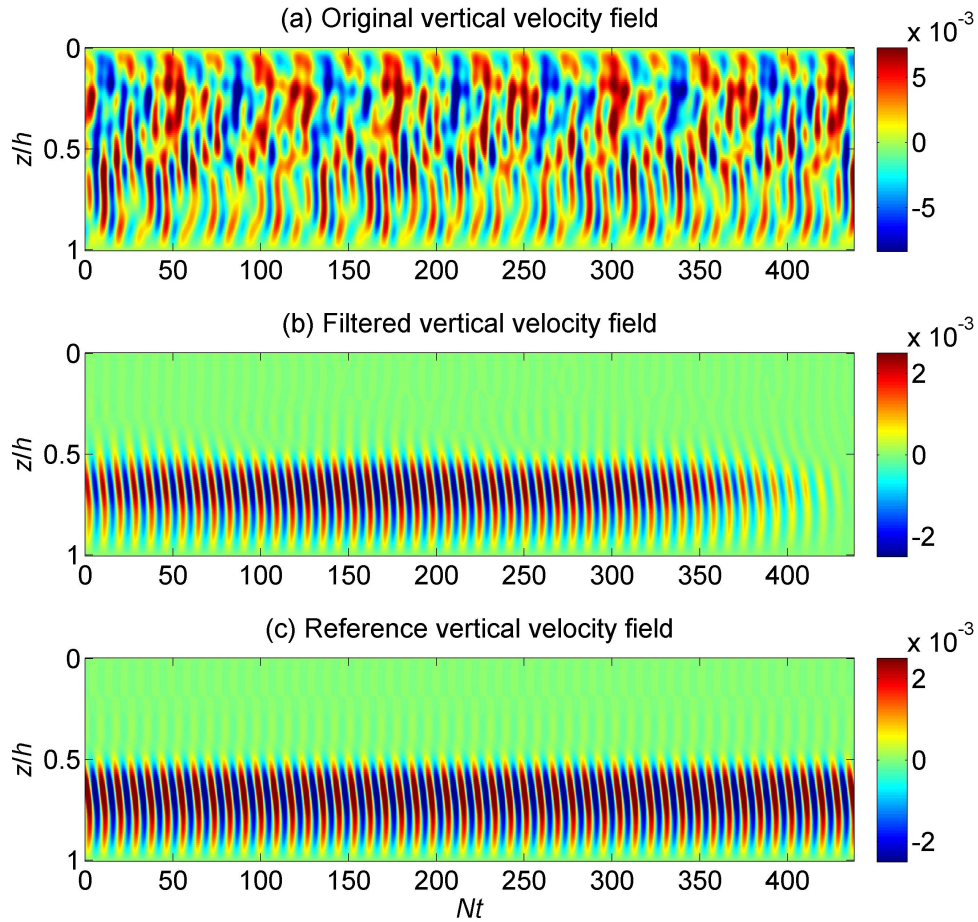 (a) Original vertical velocity field
x 10⁻³
0
0.5
1
z/h
0 50 100 150 200 250 300 350 400
5
0
-5
(b) Filtered vertical velocity field
x 10⁻³
0
0.5
1
z/h
0 50 100 150 200 250 300 350 400
2
0
-2
(c) Reference vertical velocity field
x 10⁻³
0
0.5
1
z/h
0 50 100 150 200 250 300 350 400
2
0
-2
Nt